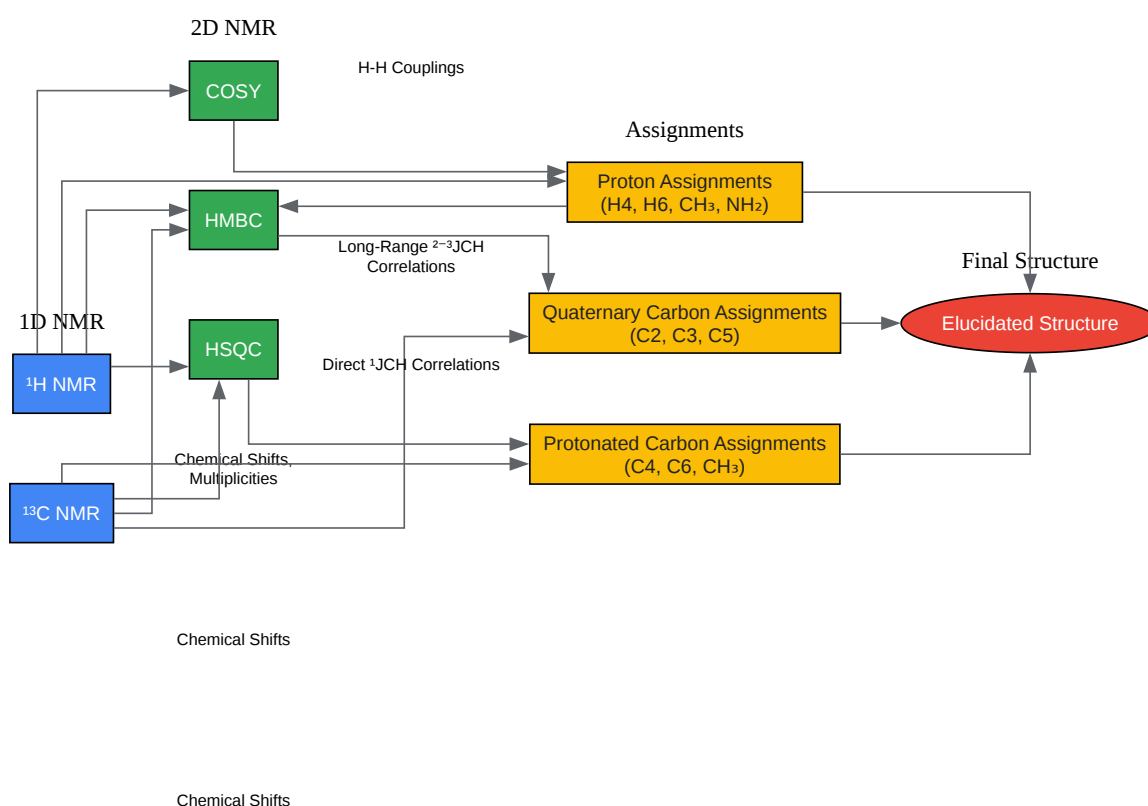 2D NMR
H-H Couplings
COSY
Assignments
Proton Assignments
(H4, H6, CH₃, NH₂)
HMBC
Long-Range ²⁻³JCH
Correlations
Final Structure
1D NMR
Quaternary Carbon Assignments
(C2, C3, C5)
Elucidated Structure
HSQC
Direct ¹JCH Correlations
¹H NMR
Protonated Carbon Assignments
(C4, C6, CH₃)
Chemical Shifts,
Multiplicities
¹³C NMR
Chemical Shifts
Chemical Shifts